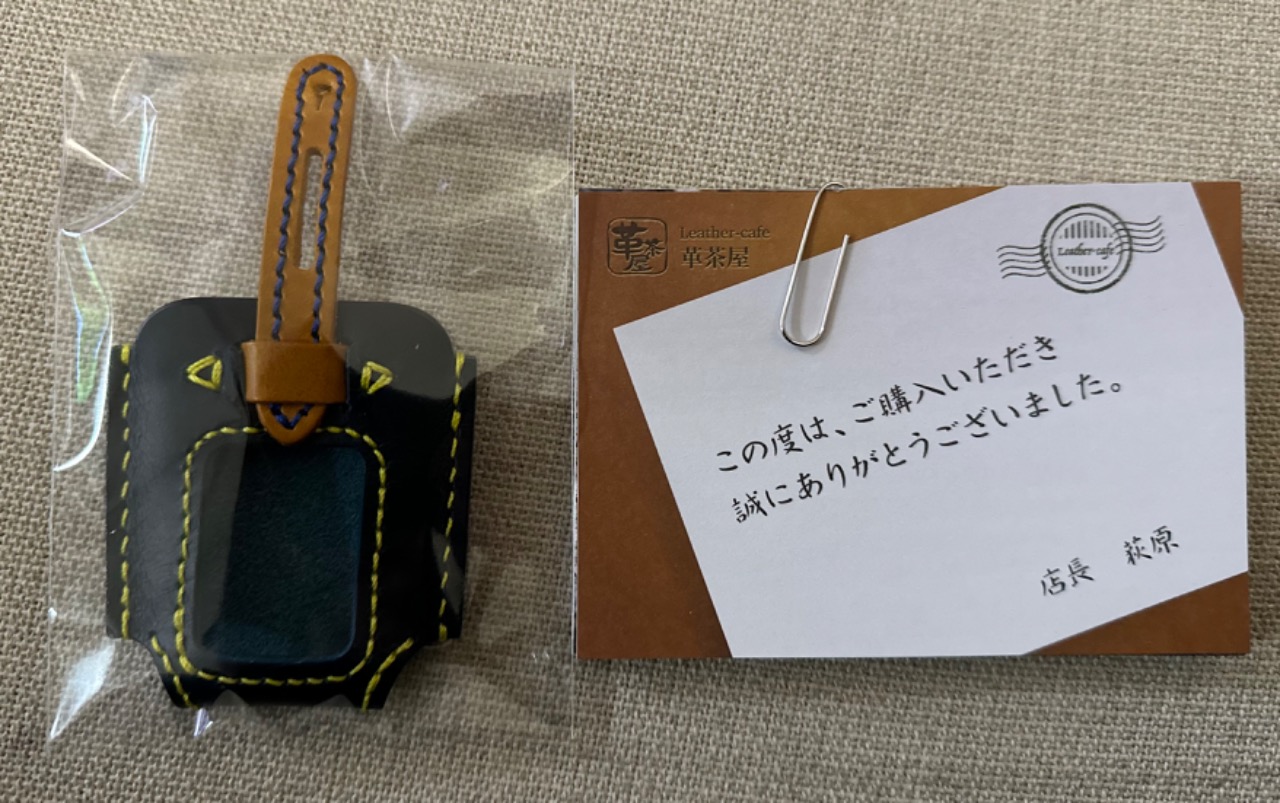 革茶屋
Leather-cafe
革茶屋
Leather-cafe
この度は、ご購入いただき
誠にありがとうございました。
店長 萩原